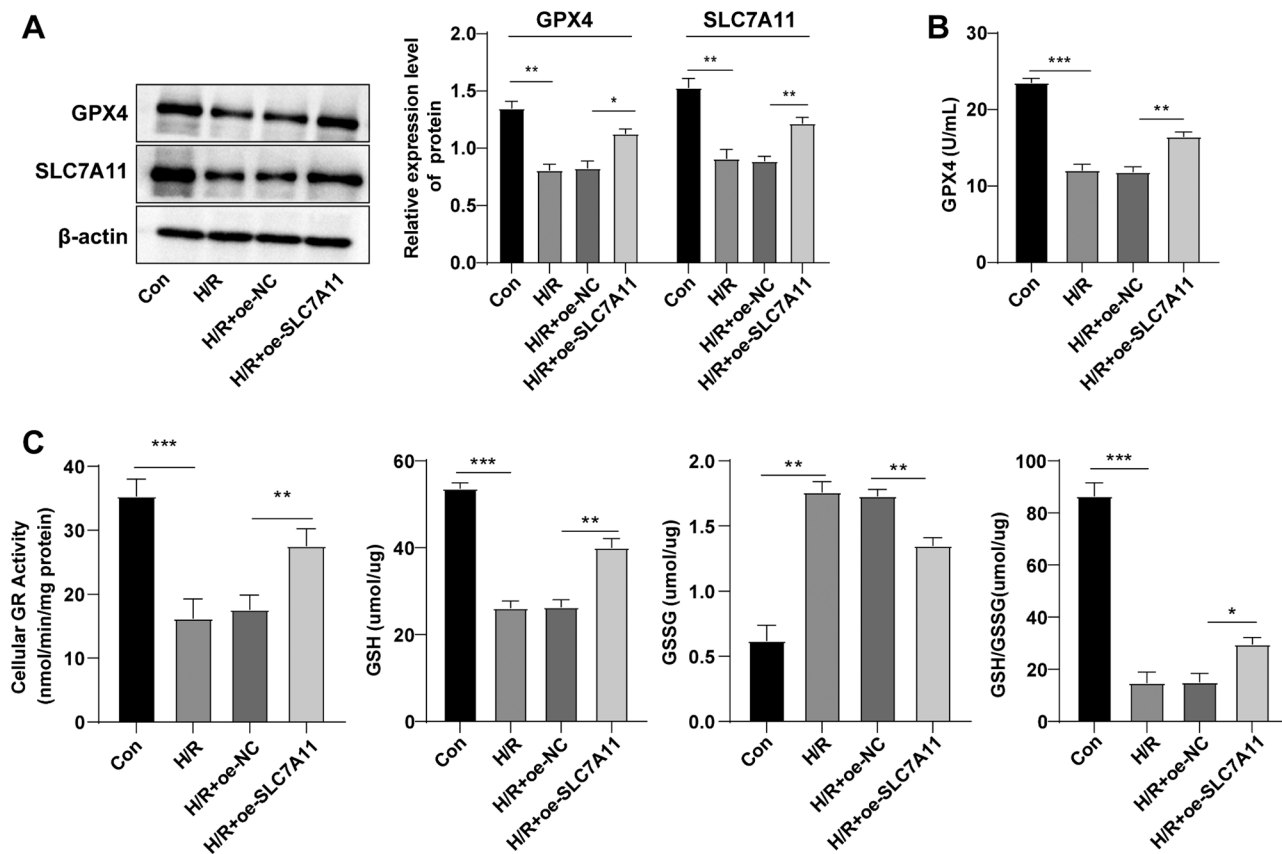 A
GPX4
SLC7A11
β-actin
Con
H/R
H/R+oe-NC
H/R+oe-SLC7A11
GPX4
SLC7A11
Relative expression level
of protein
2.0
1.5
1.0
0.5
0.0
**
*
**
**
Con
H/R
H/R+oe-NC
H/R+oe-SLC7A11
Con
H/R
H/R+oe-NC
H/R+oe-SLC7A11
B
GPX4 (U/mL)
30
20
10
0
***
**
Con
H/R
H/R+oe-NC
H/R+oe-SLC7A11
C
Cellular GR Activity
(nmol/min/mg protein)
40
30
20
10
0
***
**
Con
H/R
H/R+oe-NC
H/R+oe-SLC7A11
GSH (umol/ug)
60
40
20
0
***
**
Con
H/R
H/R+oe-NC
H/R+oe-SLC7A11
GSSG (umol/ug)
2.0
1.5
1.0
0.5
0.0
**
**
Con
H/R
H/R+oe-NC
H/R+oe-SLC7A11
GSH/GSSG(umol/ug)
100
80
60
40
20
0
***
*
Con
H/R
H/R+oe-NC
H/R+oe-SLC7A11